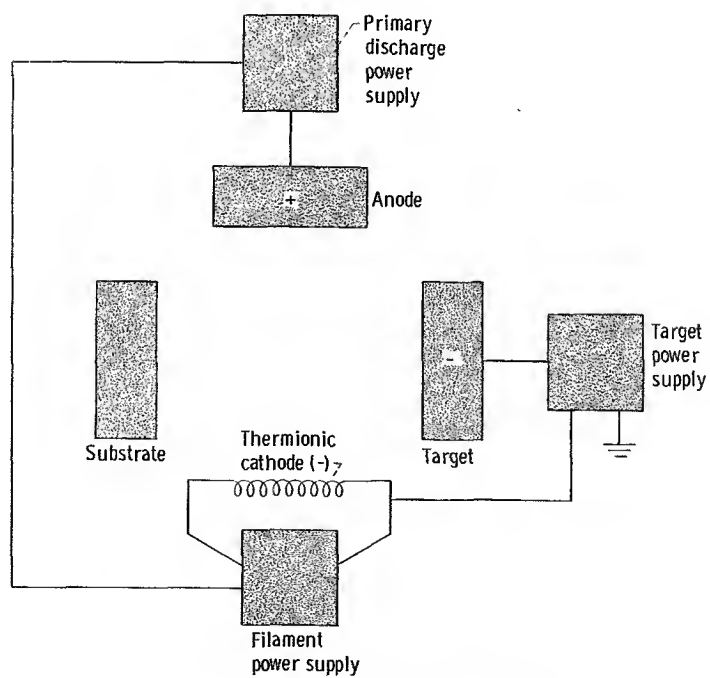 Primary
discharge
power
supply
+
Anode
-
Target
power
supply
Substrate
Thermionic
cathode (-)
Target
Filament
power supply